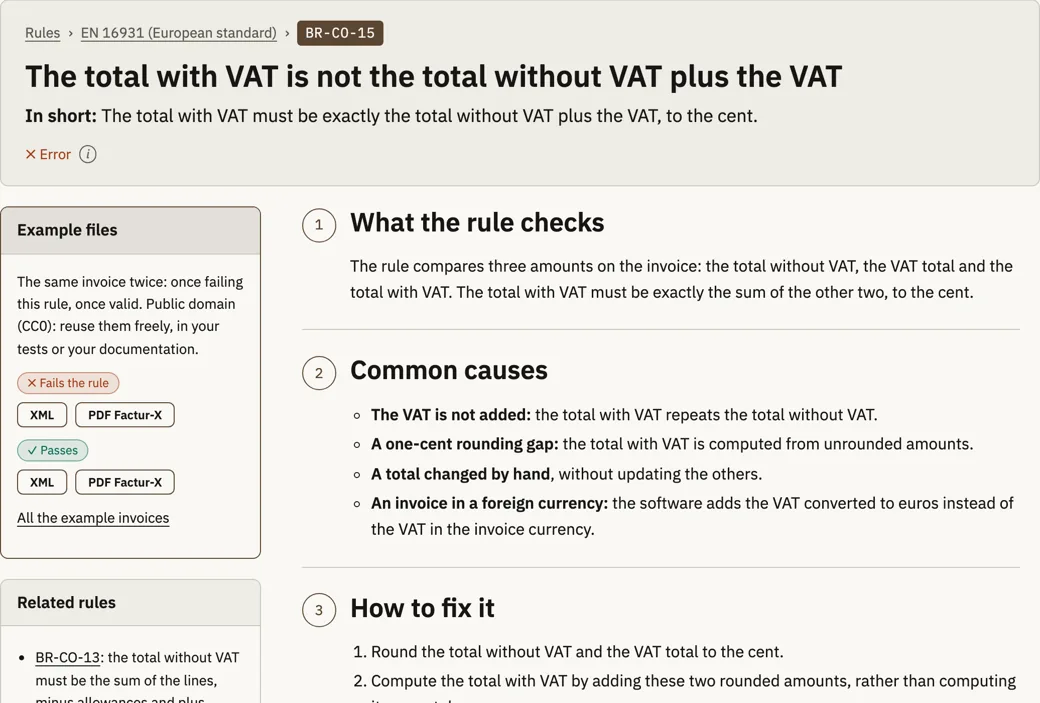 Rules › EN 16931 (European standard) › BR-CO-15
The total with VAT is not the total without VAT plus the VAT
In short: The total with VAT must be exactly the total without VAT plus the VAT, to the cent.
✕ Error i
Example files
The same invoice twice: once failing
this rule, once valid. Public domain
(CC0): reuse them freely, in your
tests or your documentation.
✕ Fails the rule
XML PDF Factur-X
✓ Passes
XML PDF Factur-X
All the example invoices
Related rules
• BR-CO-13: the total without VAT
must be the sum of the lines,
minus allowances and plus
1 What the rule checks
The rule compares three amounts on the invoice: the total without VAT, the VAT total and the
total with VAT. The total with VAT must be exactly the sum of the other two, to the cent.
2 Common causes
The VAT is not added: the total with VAT repeats the total without VAT.
A one-cent rounding gap: the total with VAT is computed from unrounded amounts.
A total changed by hand, without updating the others.
An invoice in a foreign currency: the software adds the VAT converted to euros instead of
the VAT in the invoice currency.
3 How to fix it
1. Round the total without VAT and the VAT total to the cent.
2. Compute the total with VAT by adding these two rounded amounts, rather than computing